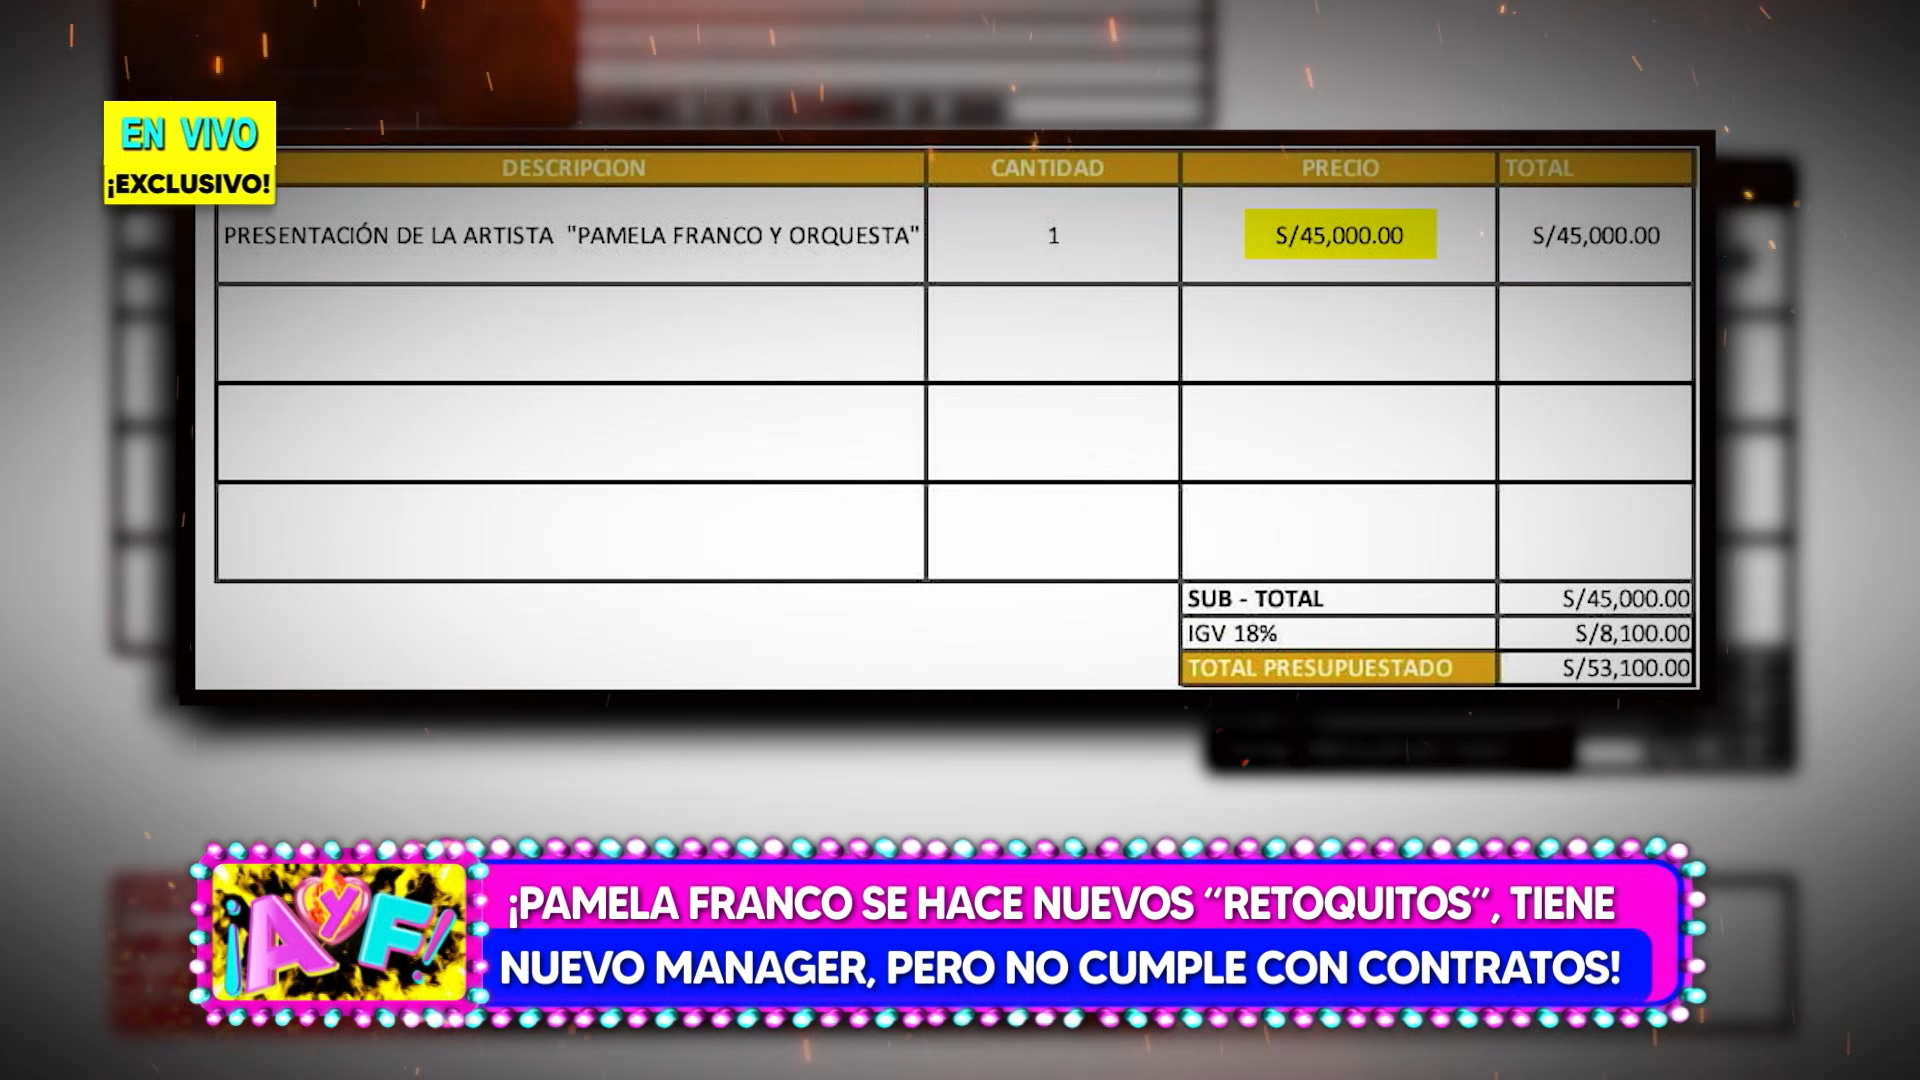 EN VIVO
¡EXCLUSIVO!
DESCRIPCION CANTIDAD PRECIO TOTAL
PRESENTACIÓN DE LA ARTISTA "PAMELA FRANCO Y ORQUESTA" 1 S/45,000.00 S/45,000.00
SUB - TOTAL S/45,000.00
IGV 18% S/8,100.00
TOTAL PRESUPUESTADO S/53,100.00
¡AYF!
¡PAMELA FRANCO SE HACE NUEVOS “RETOQUITOS”, TIENE
NUEVO MANAGER, PERO NO CUMPLE CON CONTRATOS!